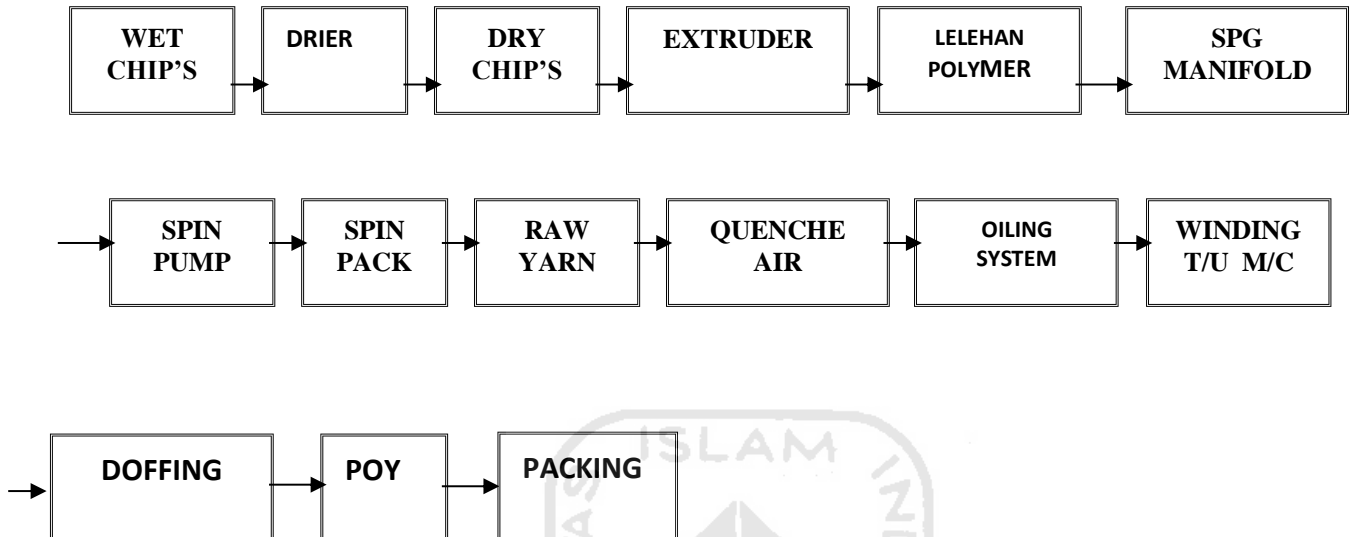 WET
CHIP'S
DRIER
DRY
CHIP'S
EXTRUDER
LELEHAN
POLYMER
SPG
MANIFOLD
SPIN
PUMP
SPIN
PACK
RAW
YARN
QUENCHE
AIR
OILING
SYSTEM
WINDING
T/U M/C
DOFFING
POY
PACKING
ISLAM